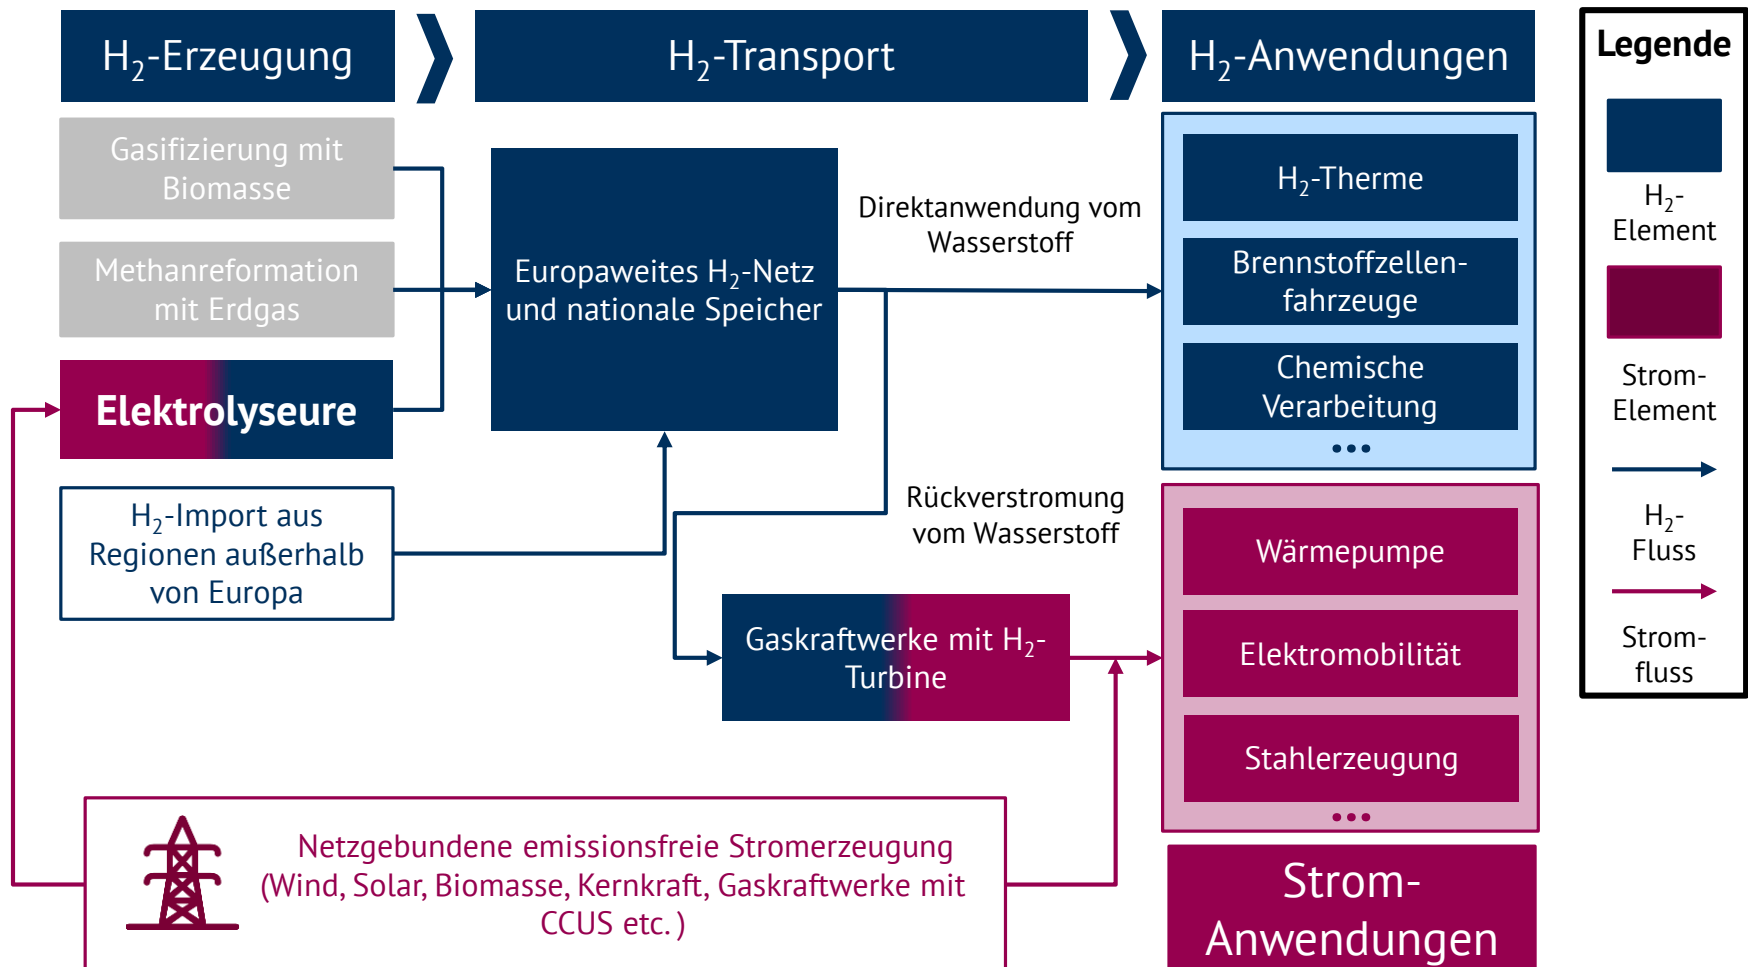 H₂-Erzeugung
H₂-Transport
H₂-Anwendungen
Gasifizierung mit
Biomasse
Methanreformation
mit Erdgas
Elektrolyseure
H₂-Import aus
Regionen außerhalb
von Europa
Europaweites H₂-Netz
und nationale Speicher
Direktanwendung vom
Wasserstoff
Rückverstromung
vom Wasserstoff
Gaskraftwerke mit H₂-
Turbine
H₂-Therme
Brennstoffzellen-
fahrzeuge
Chemische
Verarbeitung
...
Wärmepumpe
Elektromobilität
Stahlerzeugung
...
Strom-
Anwendungen
Netzgebundene emissionsfreie Stromerzeugung
(Wind, Solar, Biomasse, Kernkraft, Gaskraftwerke mit
CCUS etc. )
Legende
H₂-
Element
Strom-
Element
H₂-
Fluss
Strom-
fluss